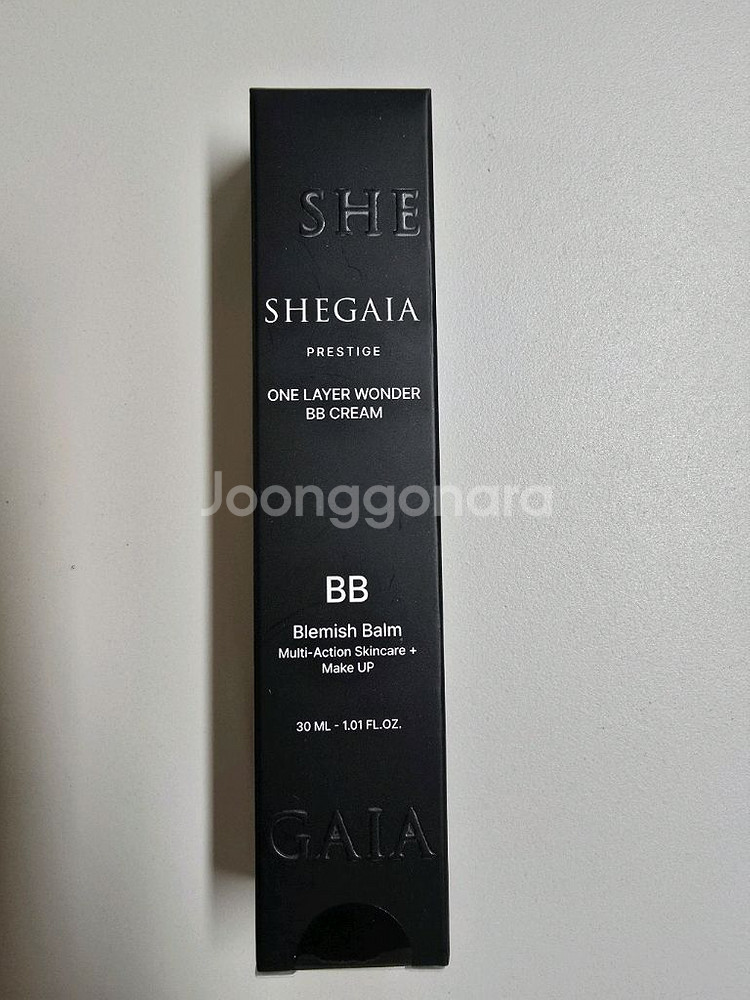 SHE
SHEGAIA
PRESTIGE
ONE LAYER WONDER
BB CREAM
Joonggonara
BB
Blemish Balm
Multi-Action Skincare +
Make UP
30 ML - 1.01 FL.OZ.
GAIA